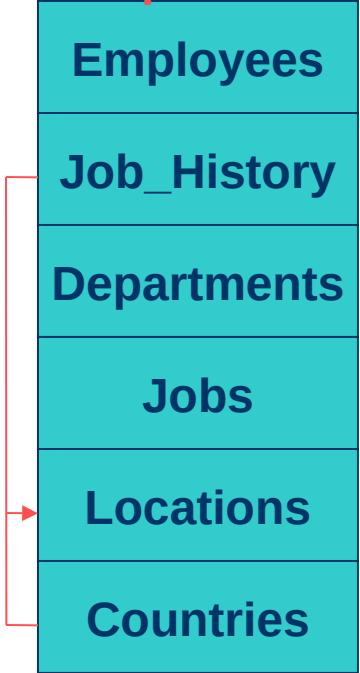 Employees
Job_History
Departments
Jobs
Locations
Countries